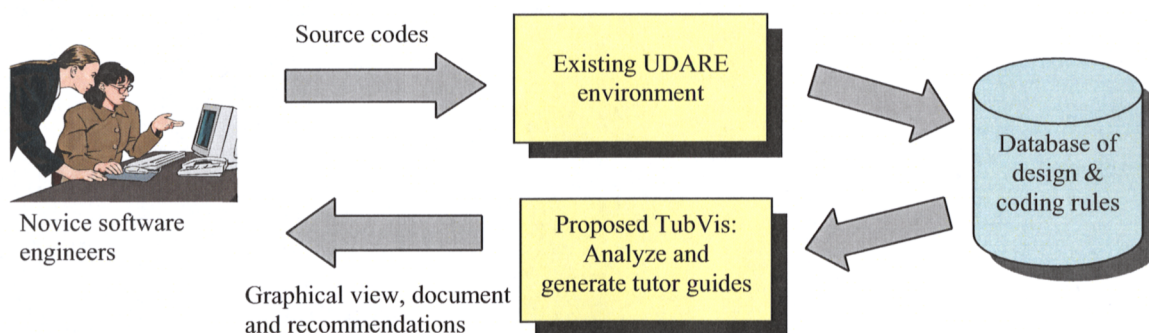 Source codes
Existing UDARE
environment
Database of
design &
coding rules
Proposed TubVis:
Analyze and
generate tutor guides
Graphical view, document
and recommendations
Novice software
engineers